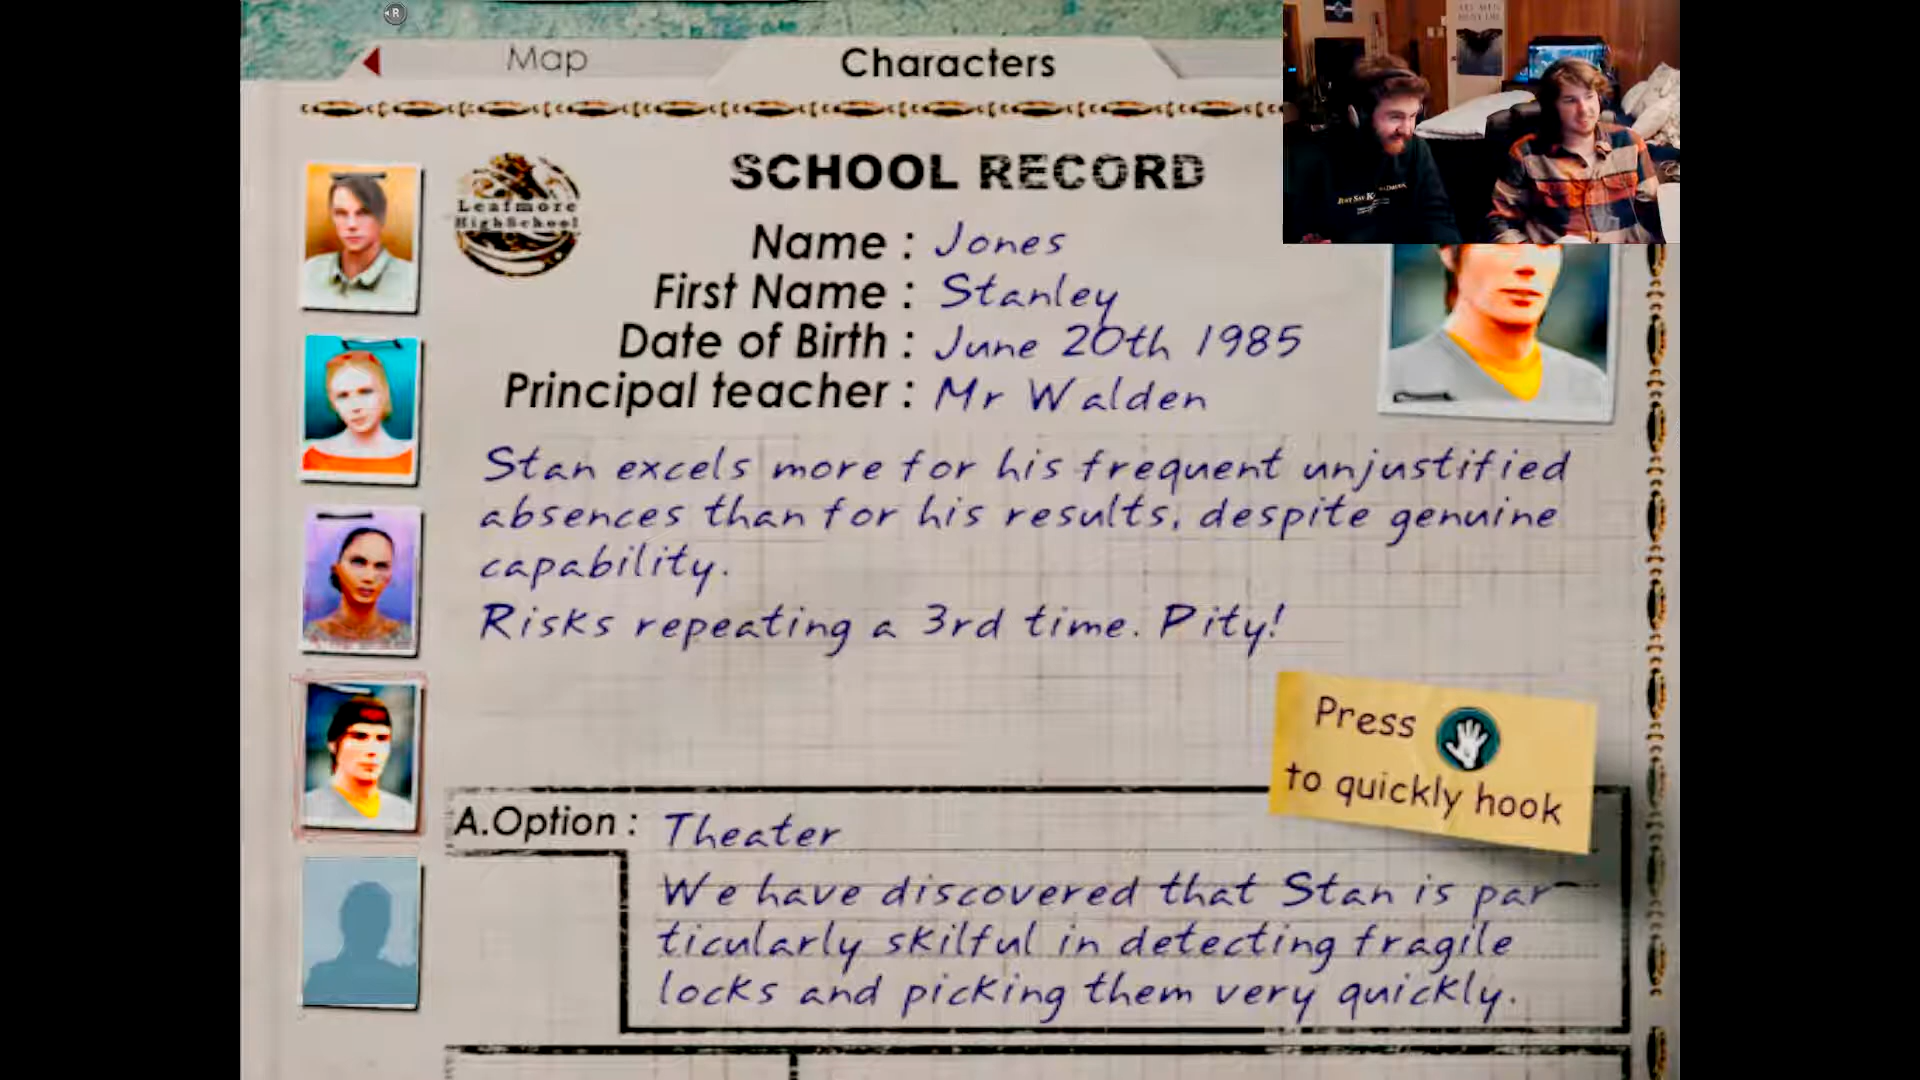 R
Map
Characters
SCHOOL RECORD
Leafmore
HighSchool
Name : Jones
First Name : Stanley
Date of Birth : June 20th 1985
Principal teacher : Mr Walden
Stan excels more for his frequent unjustified
absences than for his results, despite genuine
capability.
Risks repeating a 3rd time. Pity!
Press
to quickly hook
A.Option : Theater
We have discovered that Stan is par
ticularly skilful in detecting fragile
locks and picking them very quickly.